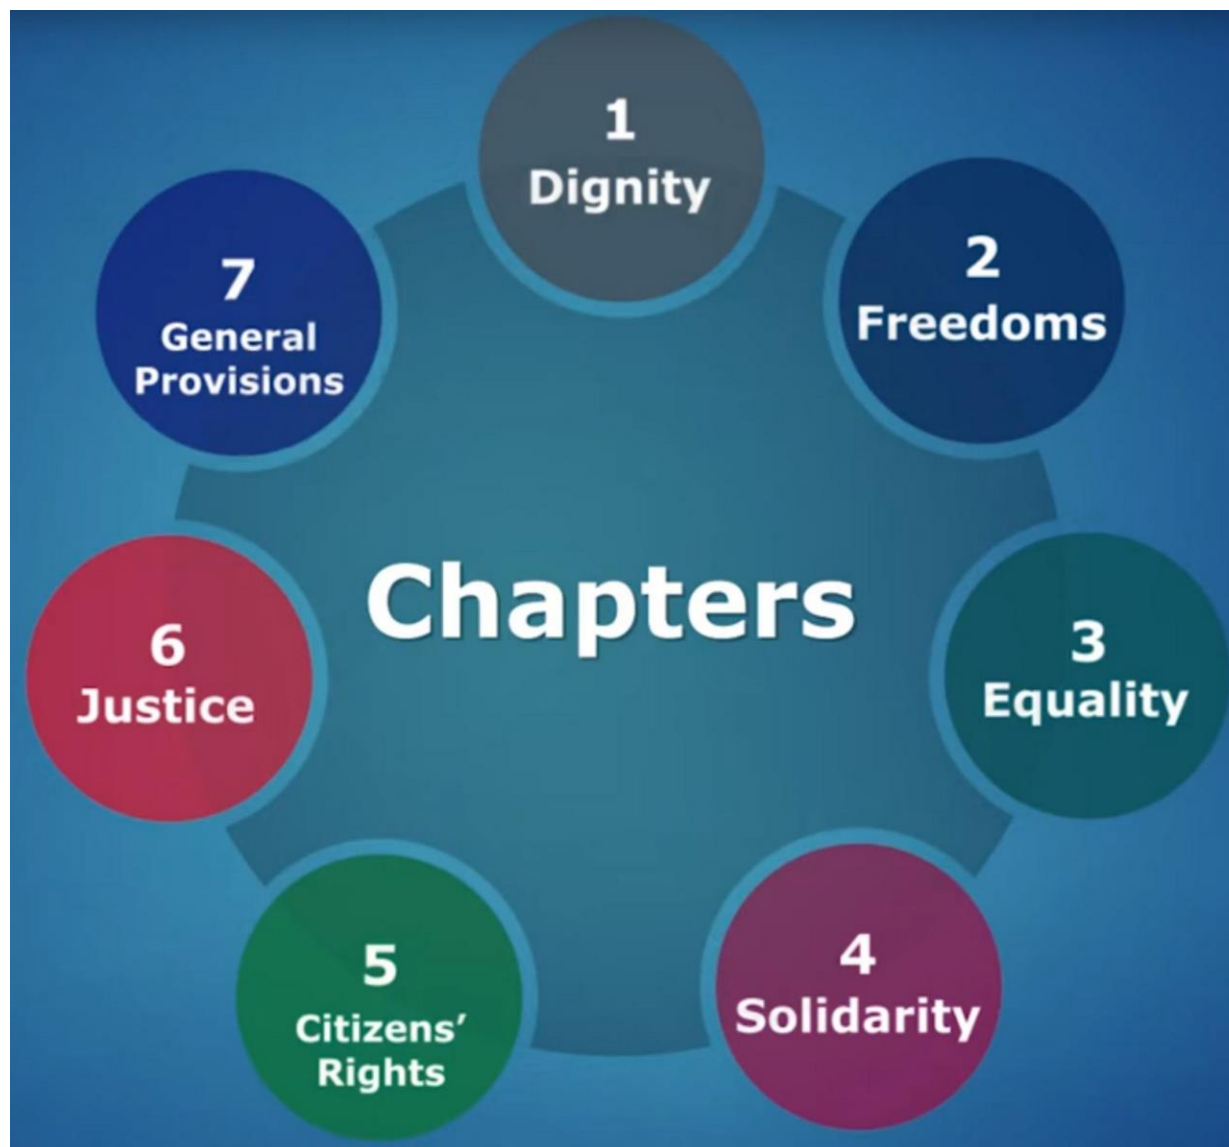 1
Dignity
2
Freedoms
3
Equality
4
Solidarity
5
Citizens’
Rights
6
Justice
7
General
Provisions
Chapters